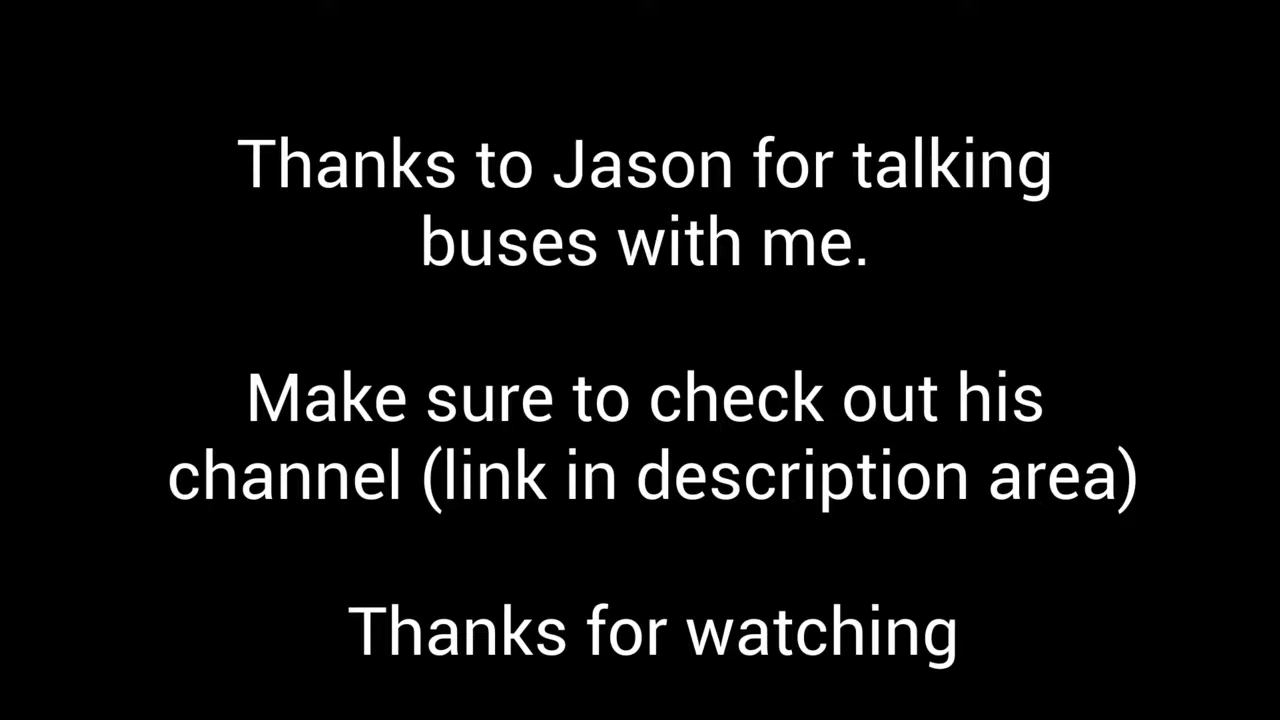 Thanks to Jason for talking
buses with me.
Make sure to check out his
channel (link in description area)
Thanks for watching